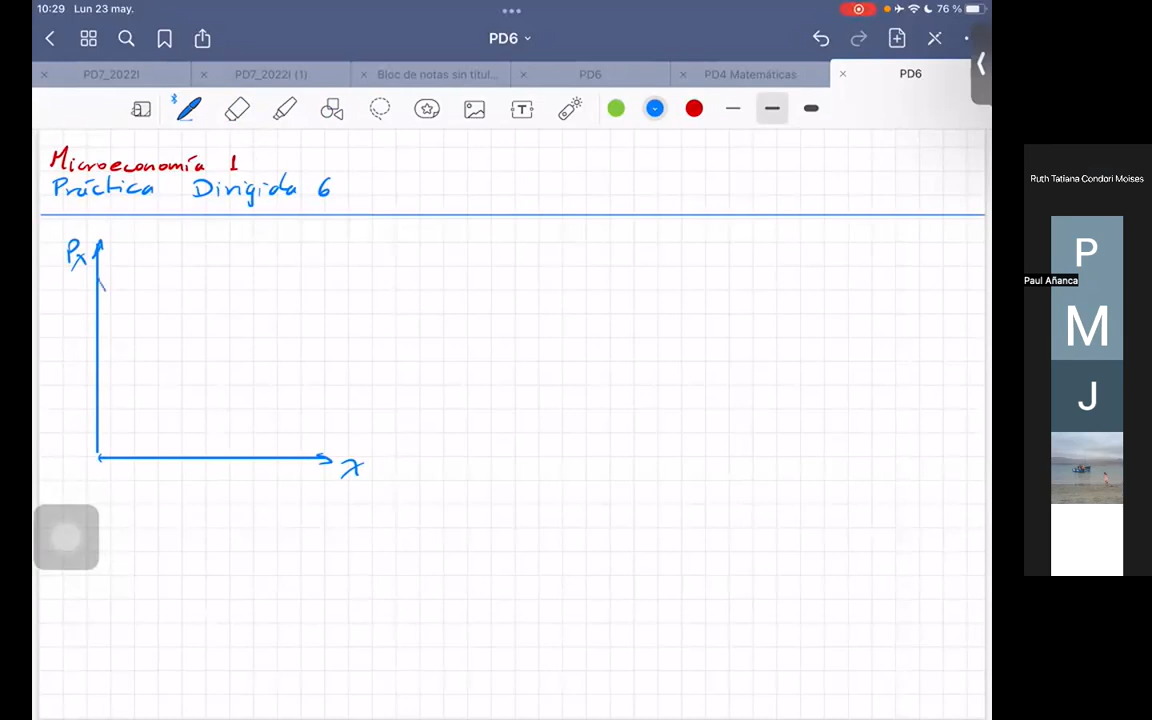 10:29 Lun 23 may.
76 %
PD6
PD7_2022I
PD7_2022I (1)
Bloc de notas sin títul...
PD6
PD4 Matemáticas
PD6
Microeconomía 1
Práctica Dirigida 6
Px
x
Ruth Tatiana Condori Moises
P
Paul Añanca
M
J